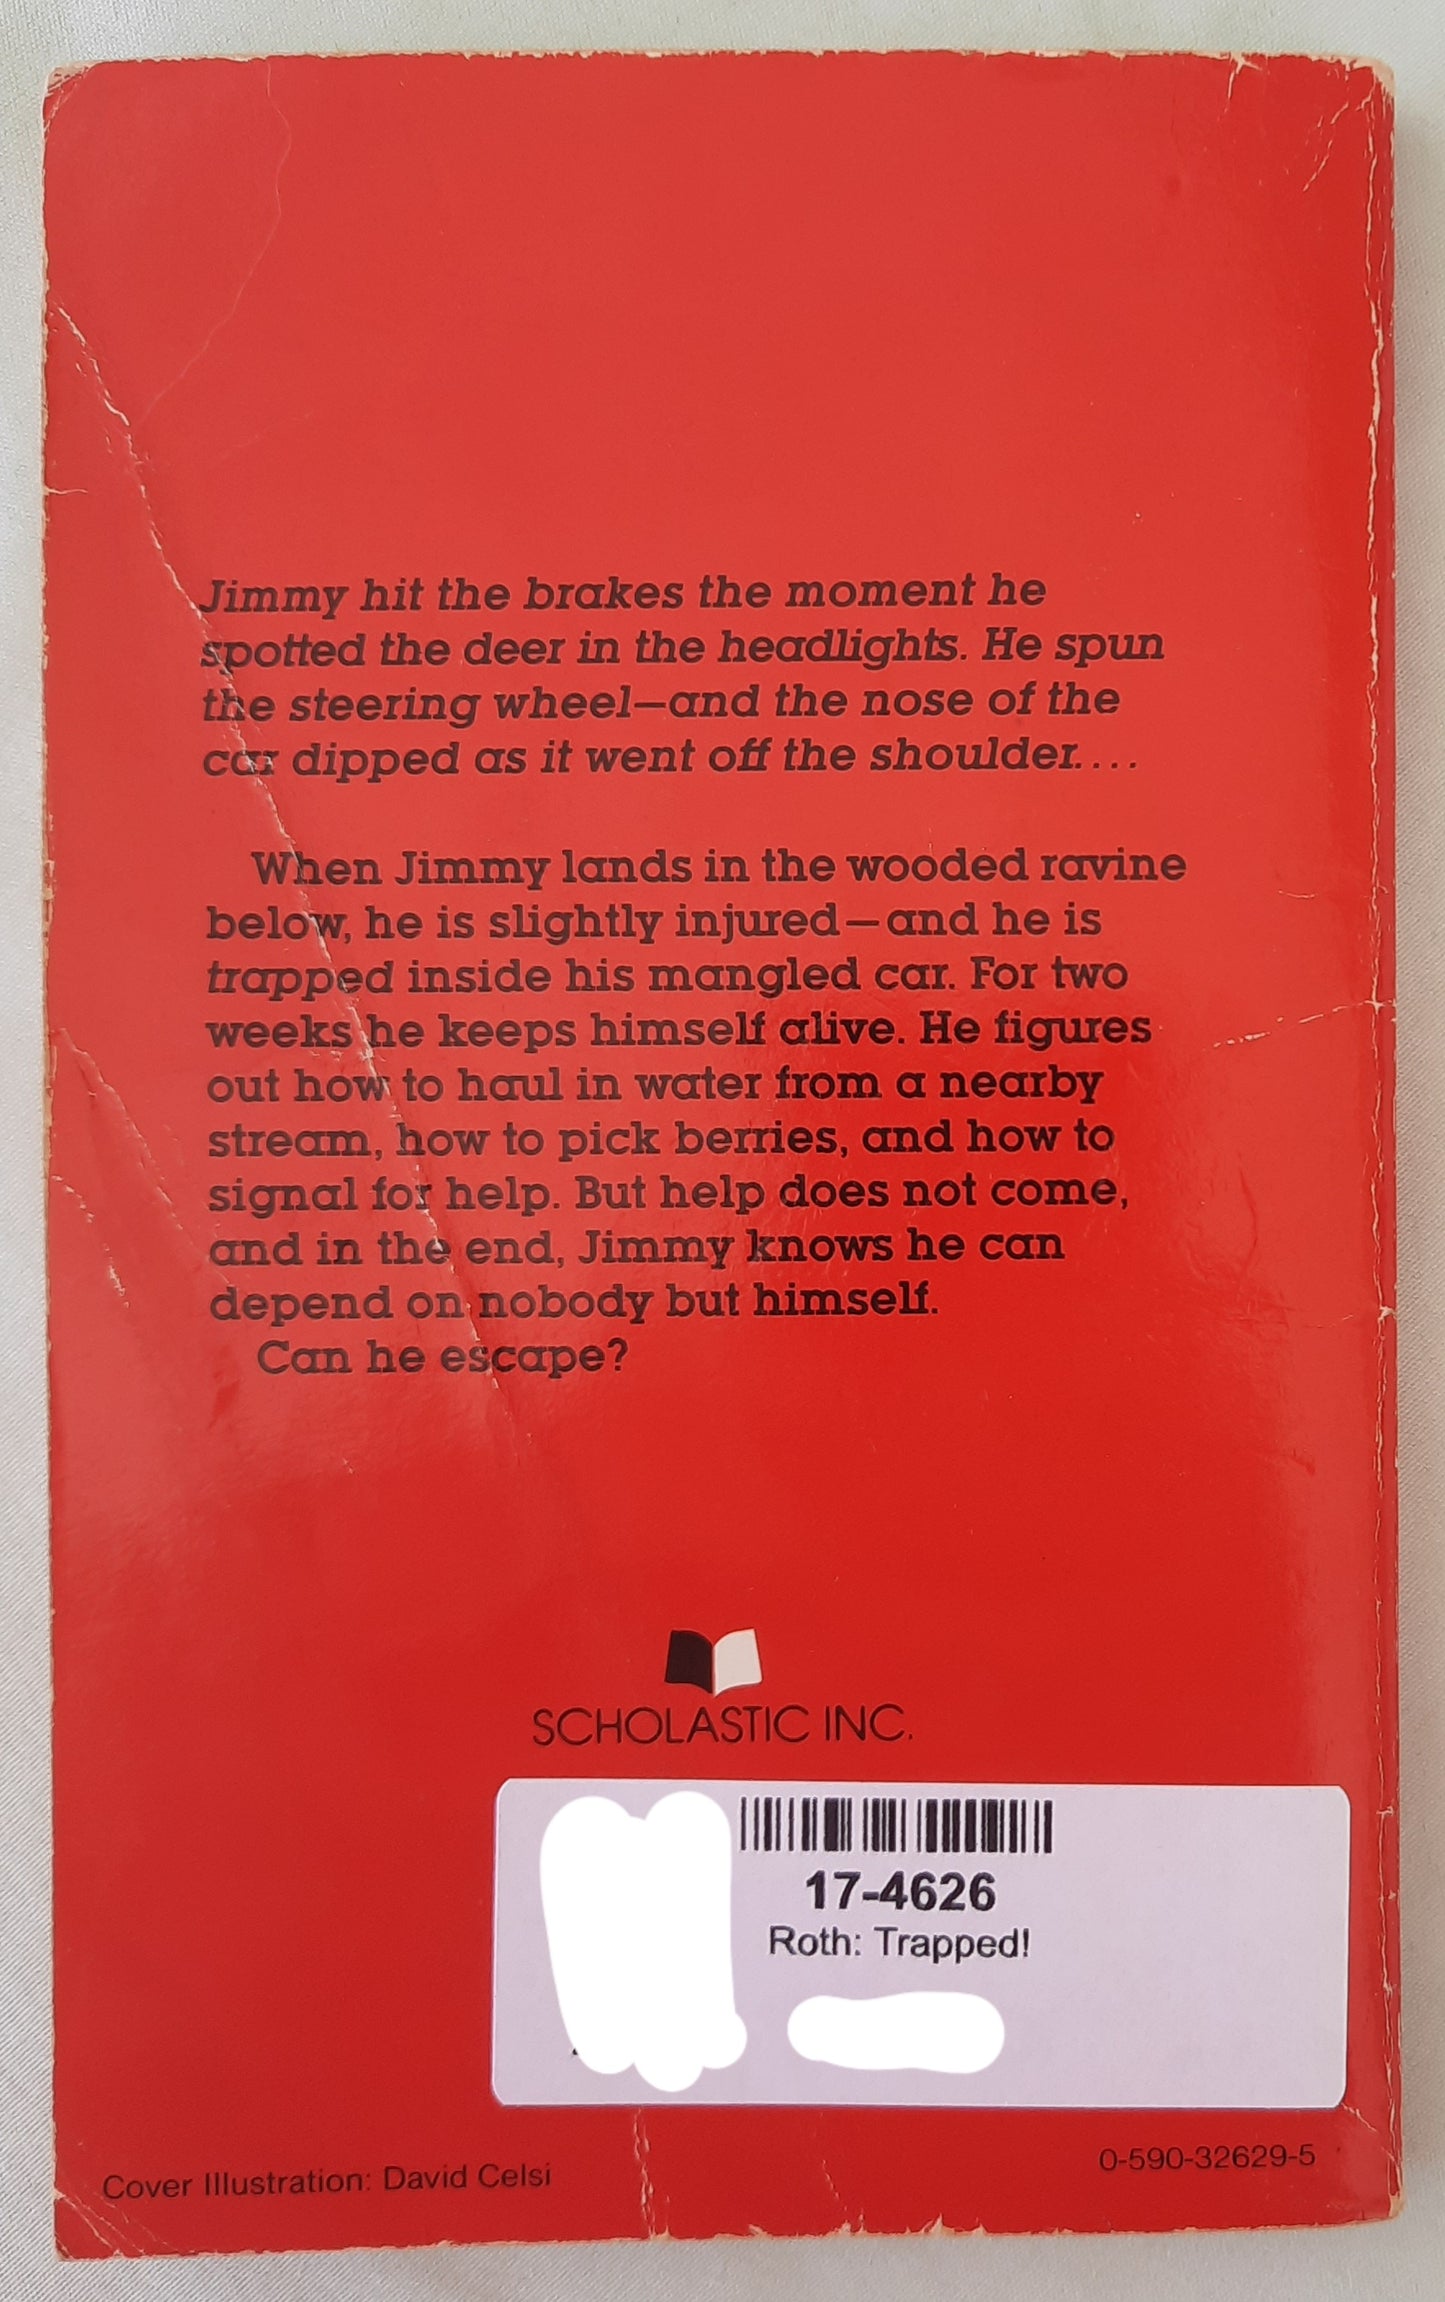 Jimmy hit the brakes the moment he
spotted the deer in the headlights. He spun
the steering wheel—and the nose of the
car dipped as it went off the shoulder....
When Jimmy lands in the wooded ravine
below, he is slightly injured—and he is
trapped inside his mangled car. For two
weeks he keeps himself alive. He figures
out how to haul in water from a nearby
stream, how to pick berries, and how to
signal for help. But help does not come,
and in the end, Jimmy knows he can
depend on nobody but himself.
Can he escape?
SCHOLASTIC INC.
17-4626
Roth: Trapped!
Cover Illustration: David Celsi
0-590-32629-5